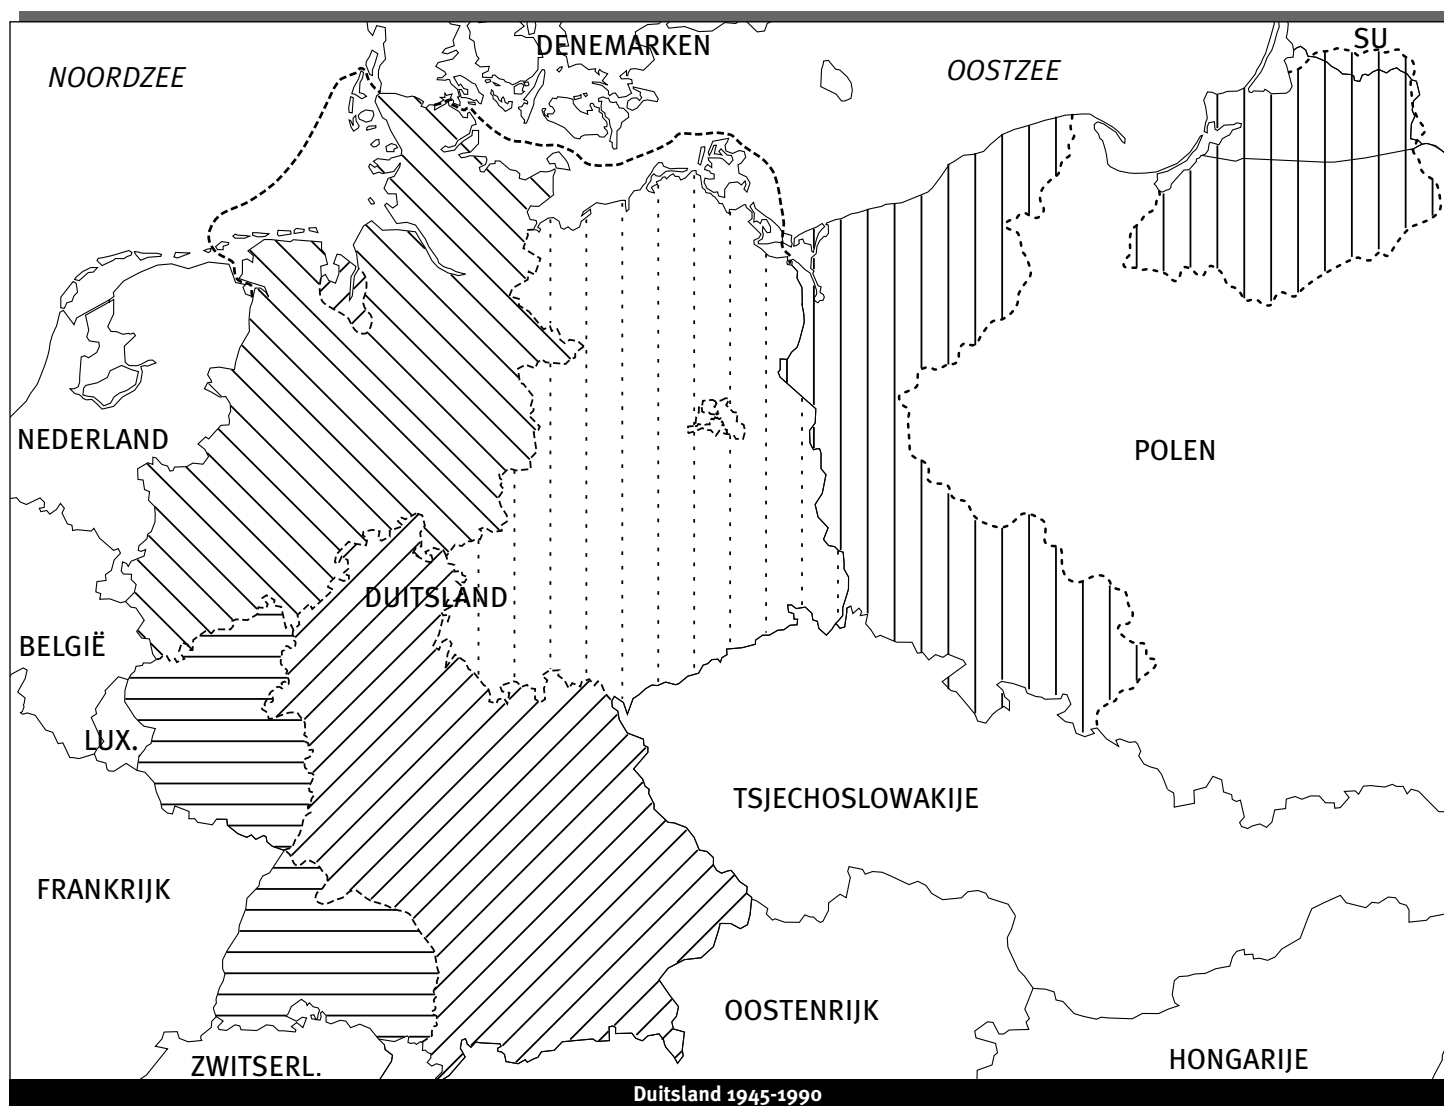 DENEMARKEN
SU
NOORDZEE
OOSTZEE
NEDERLAND
POLEN
DUITSLAND
BELGIË
LUX.
TSJECHOSLOWAKIJE
FRANKRIJK
OOSTENRIJK
ZWITSERL.
HONGARIJE
Duitsland 1945-1990